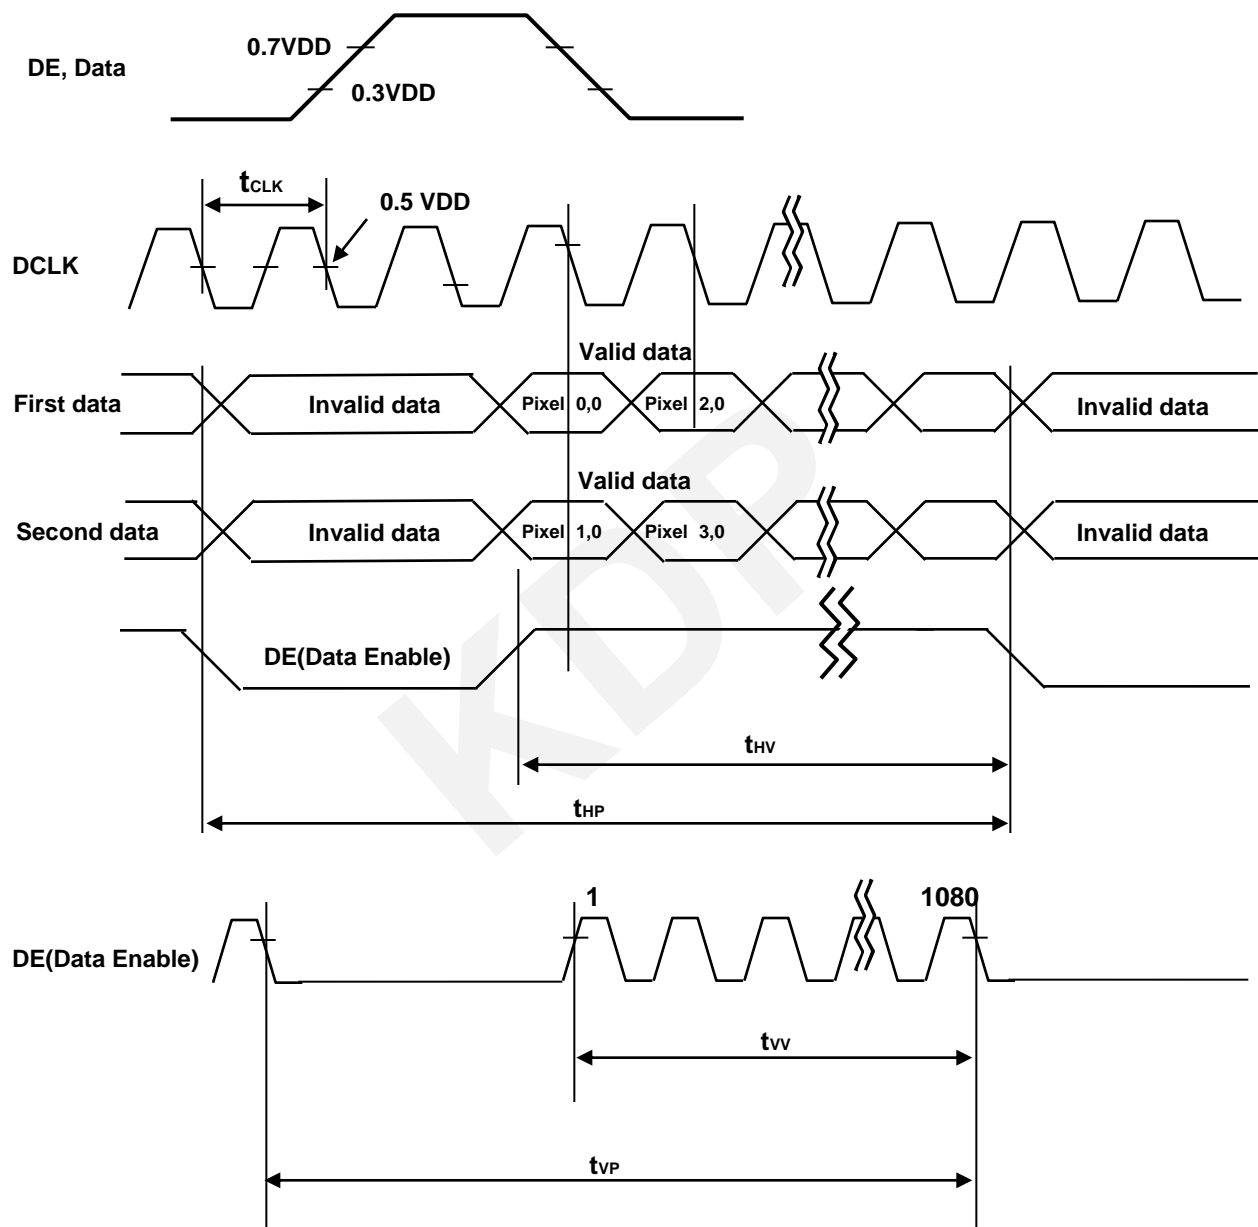 0.7VDD
DE, Data
0.3VDD
tCLK
0.5 VDD
DCLK
Valid data
First data
Invalid data
Pixel 0,0
Pixel 2,0
Invalid data
Valid data
Second data
Invalid data
Pixel 1,0
Pixel 3,0
Invalid data
DE(Data Enable)
tHV
tHP
KDP
1
1080
DE(Data Enable)
tVV
tVP